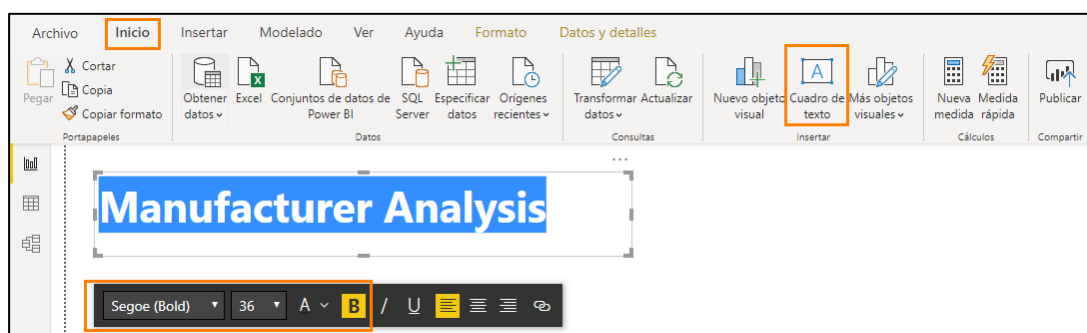 Archivo Inicio Insertar Modelado Ver Ayuda Formato Datos y detalles
Pegar
Cortar
Copia
Copiar formato
Portapapeles
Obtener datos
Excel
Conjuntos de datos de Power BI
SQL Server
Especificar datos
Orígenes recientes
Datos
Transformar datos
Actualizar
Consultas
Nuevo objeto visual
Cuadro de texto
Más objetos visuales
Insertar
Nueva medida
Medida rápida
Cálculos
Publicar
Compartir
Manufacturer Analysis
Segoe (Bold) 36 A B I U